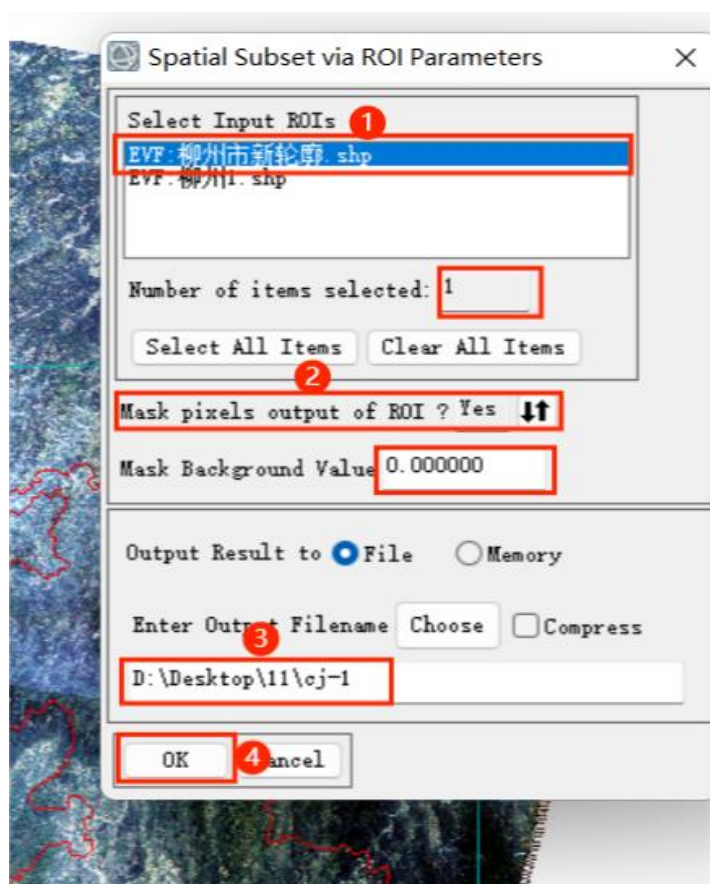 Spatial Subset via ROI Parameters
Select Input ROIs 1
EVF:柳州市新轮廓.shp
EVF:柳州1.shp
Number of items selected: 1
Select All Items Clear All Items
2
Mask pixels output of ROI ? Yes
Mask Background Value 0.000000
Output Result to File Memory
Enter Output Filename Choose Compress
3
D:\Desktop\11\cj-1
OK 4 ancel